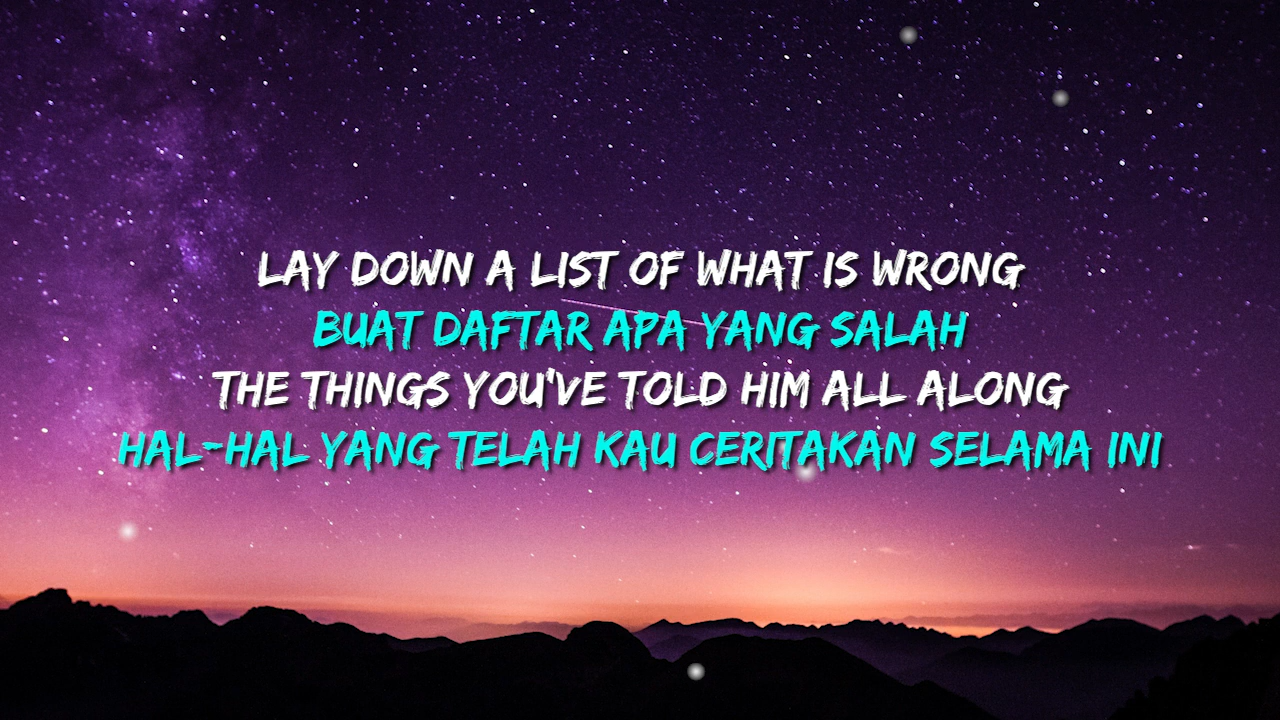 LAY DOWN A LIST OF WHAT IS WRONG
BUAT DAFTAR APA YANG SALAH
THE THINGS YOU'VE TOLD HIM ALL ALONG
HAL-HAL YANG TELAH KAU CERITAKAN SELAMA INI